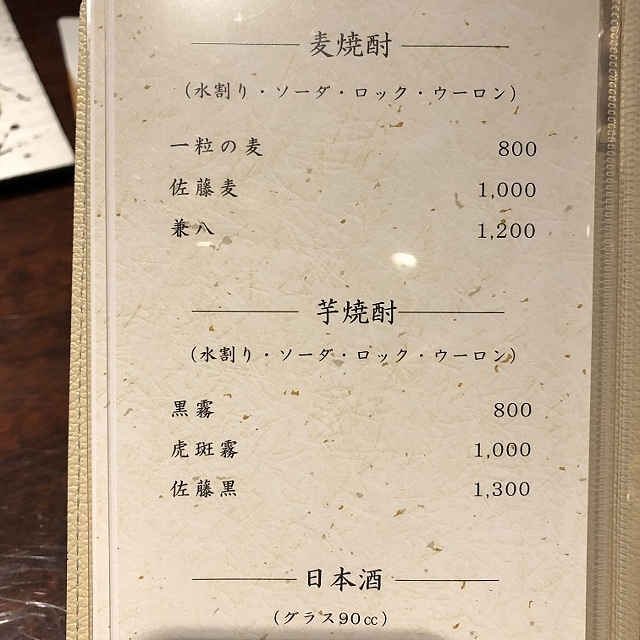 麦焼酎
（水割り・ソーダ・ロック・ウーロン）
一粒の麦 800
佐藤麦 1,000
兼八 1,200
芋焼酎
（水割り・ソーダ・ロック・ウーロン）
黒霧 800
虎斑霧 1,000
佐藤黒 1,300
日本酒
（グラス90㏄）